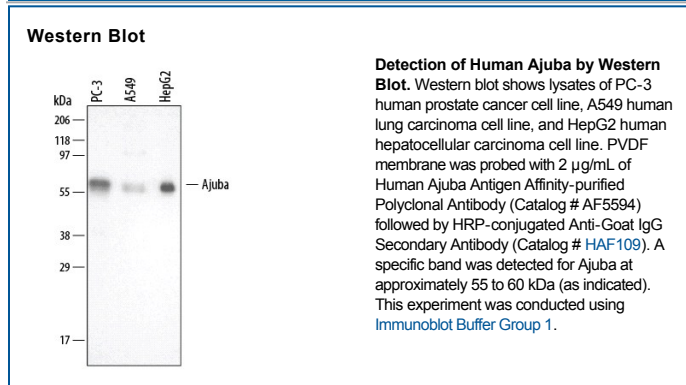 Western Blot
kDa
PC-3
A549
HepG2
206
118
97
55
38
29
17
Ajuba
Detection of Human Ajuba by Western
Blot. Western blot shows lysates of PC-3
human prostate cancer cell line, A549 human
lung carcinoma cell line, and HepG2 human
hepatocellular carcinoma cell line. PVDF
membrane was probed with 2 µg/mL of
Human Ajuba Antigen Affinity-purified
Polyclonal Antibody (Catalog # AF5594)
followed by HRP-conjugated Anti-Goat IgG
Secondary Antibody (Catalog # HAF109). A
specific band was detected for Ajuba at
approximately 55 to 60 kDa (as indicated).
This experiment was conducted using
Immunoblot Buffer Group 1.